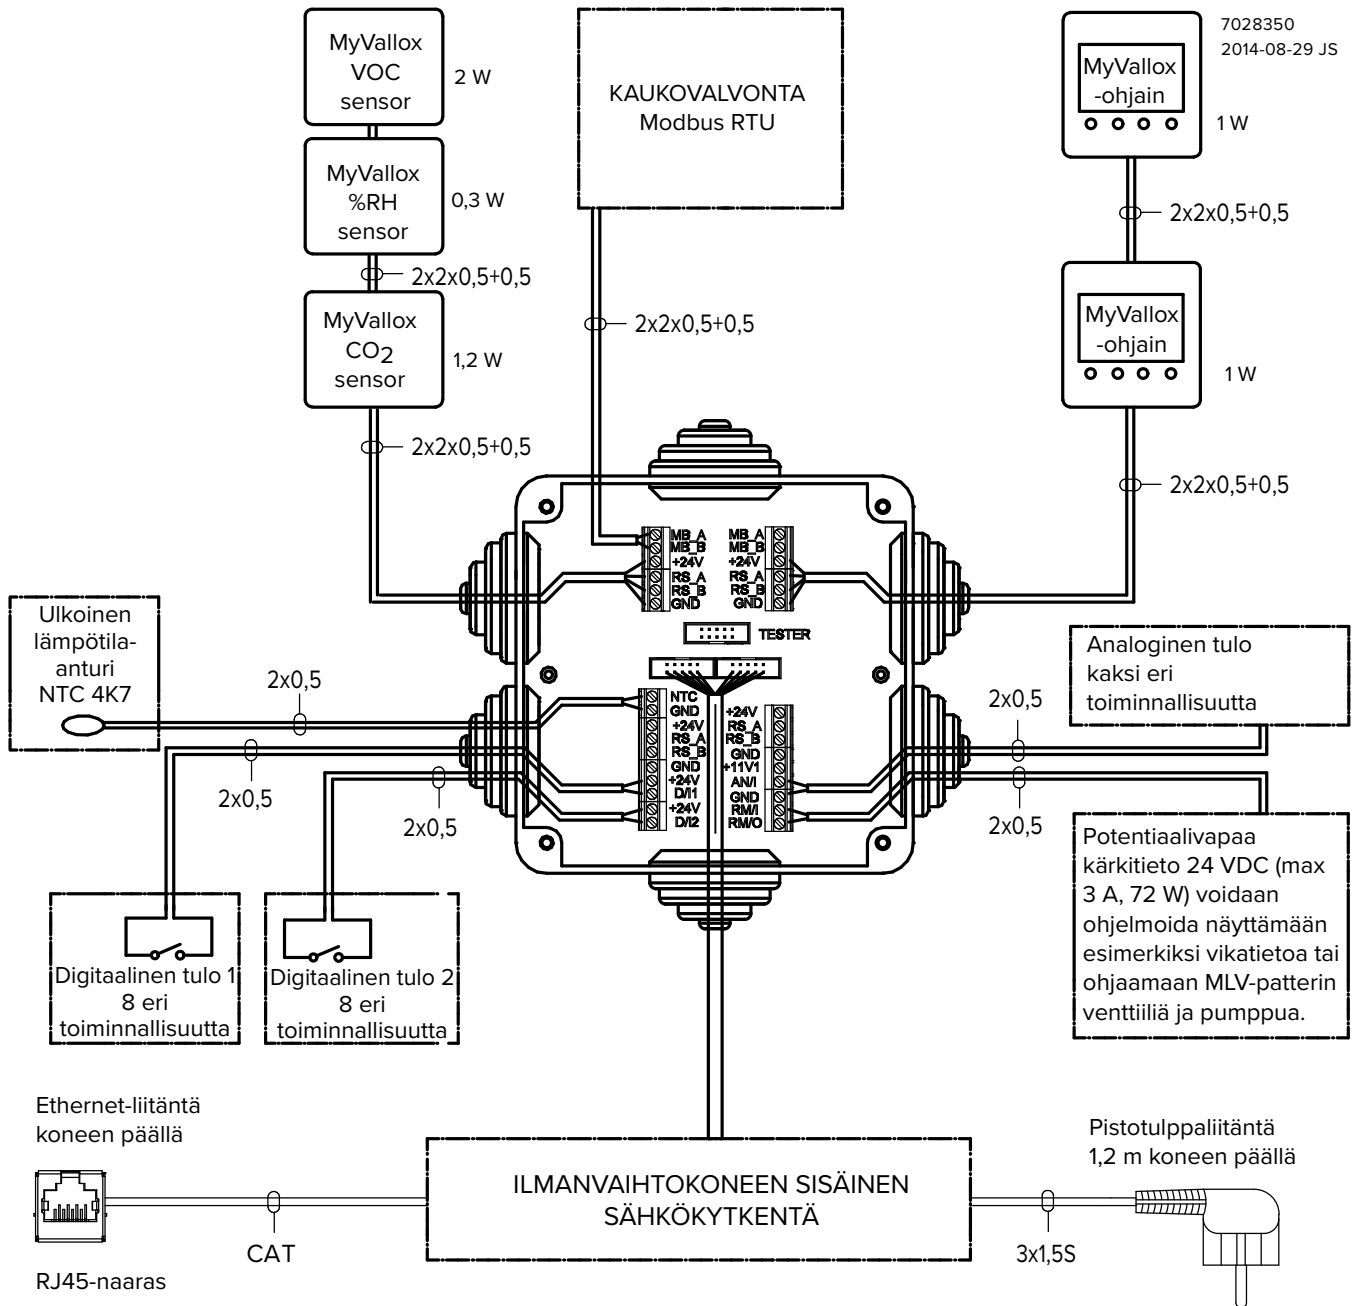 MyVallox
VOC
sensor
2 W
MyVallox
%RH
sensor
0,3 W
2x2x0,5+0,5
MyVallox
CO2
sensor
1,2 W
2x2x0,5+0,5
KAUKOVALVONTA
Modbus RTU
2x2x0,5+0,5
7028350
2014-08-29 JS
MyVallox
-ohjain
1 W
2x2x0,5+0,5
MyVallox
-ohjain
1 W
2x2x0,5+0,5
MB_A
MB_B
+24V
RS_A
RS_B
GND
MB_A
MB_B
+24V
RS_A
RS_B
GND
TESTER
NTC
GND
+24V
RS_A
RS_B
GND
+24V
D/I1
+24V
D/I2
+24V
RS_A
RS_B
GND
+11V1
AN/I
GND
RM/I
RM/O
Ulkoinen
lämpötila-
anturi
NTC 4K7
2x0,5
2x0,5
2x0,5
Analoginen tulo
kaksi eri
toiminnallisuutta
2x0,5
2x0,5
Potentiaalivapaa
kärkitieto 24 VDC (max
3 A, 72 W) voidaan
ohjelmoida näyttämään
esimerkiksi vikatietoa tai
ohjaamaan MLV-patterin
venttiiliä ja pumppua.
Digitaalinen tulo 1
8 eri
toiminnallisuutta
Digitaalinen tulo 2
8 eri
toiminnallisuutta
Ethernet-liitäntä
koneen päällä
RJ45-naaras
CAT
ILMANVAIHTOKONEEN SISÄINEN
SÄHKÖKYTKENTÄ
3x1,5S
Pistotulppaliitäntä
1,2 m koneen päällä